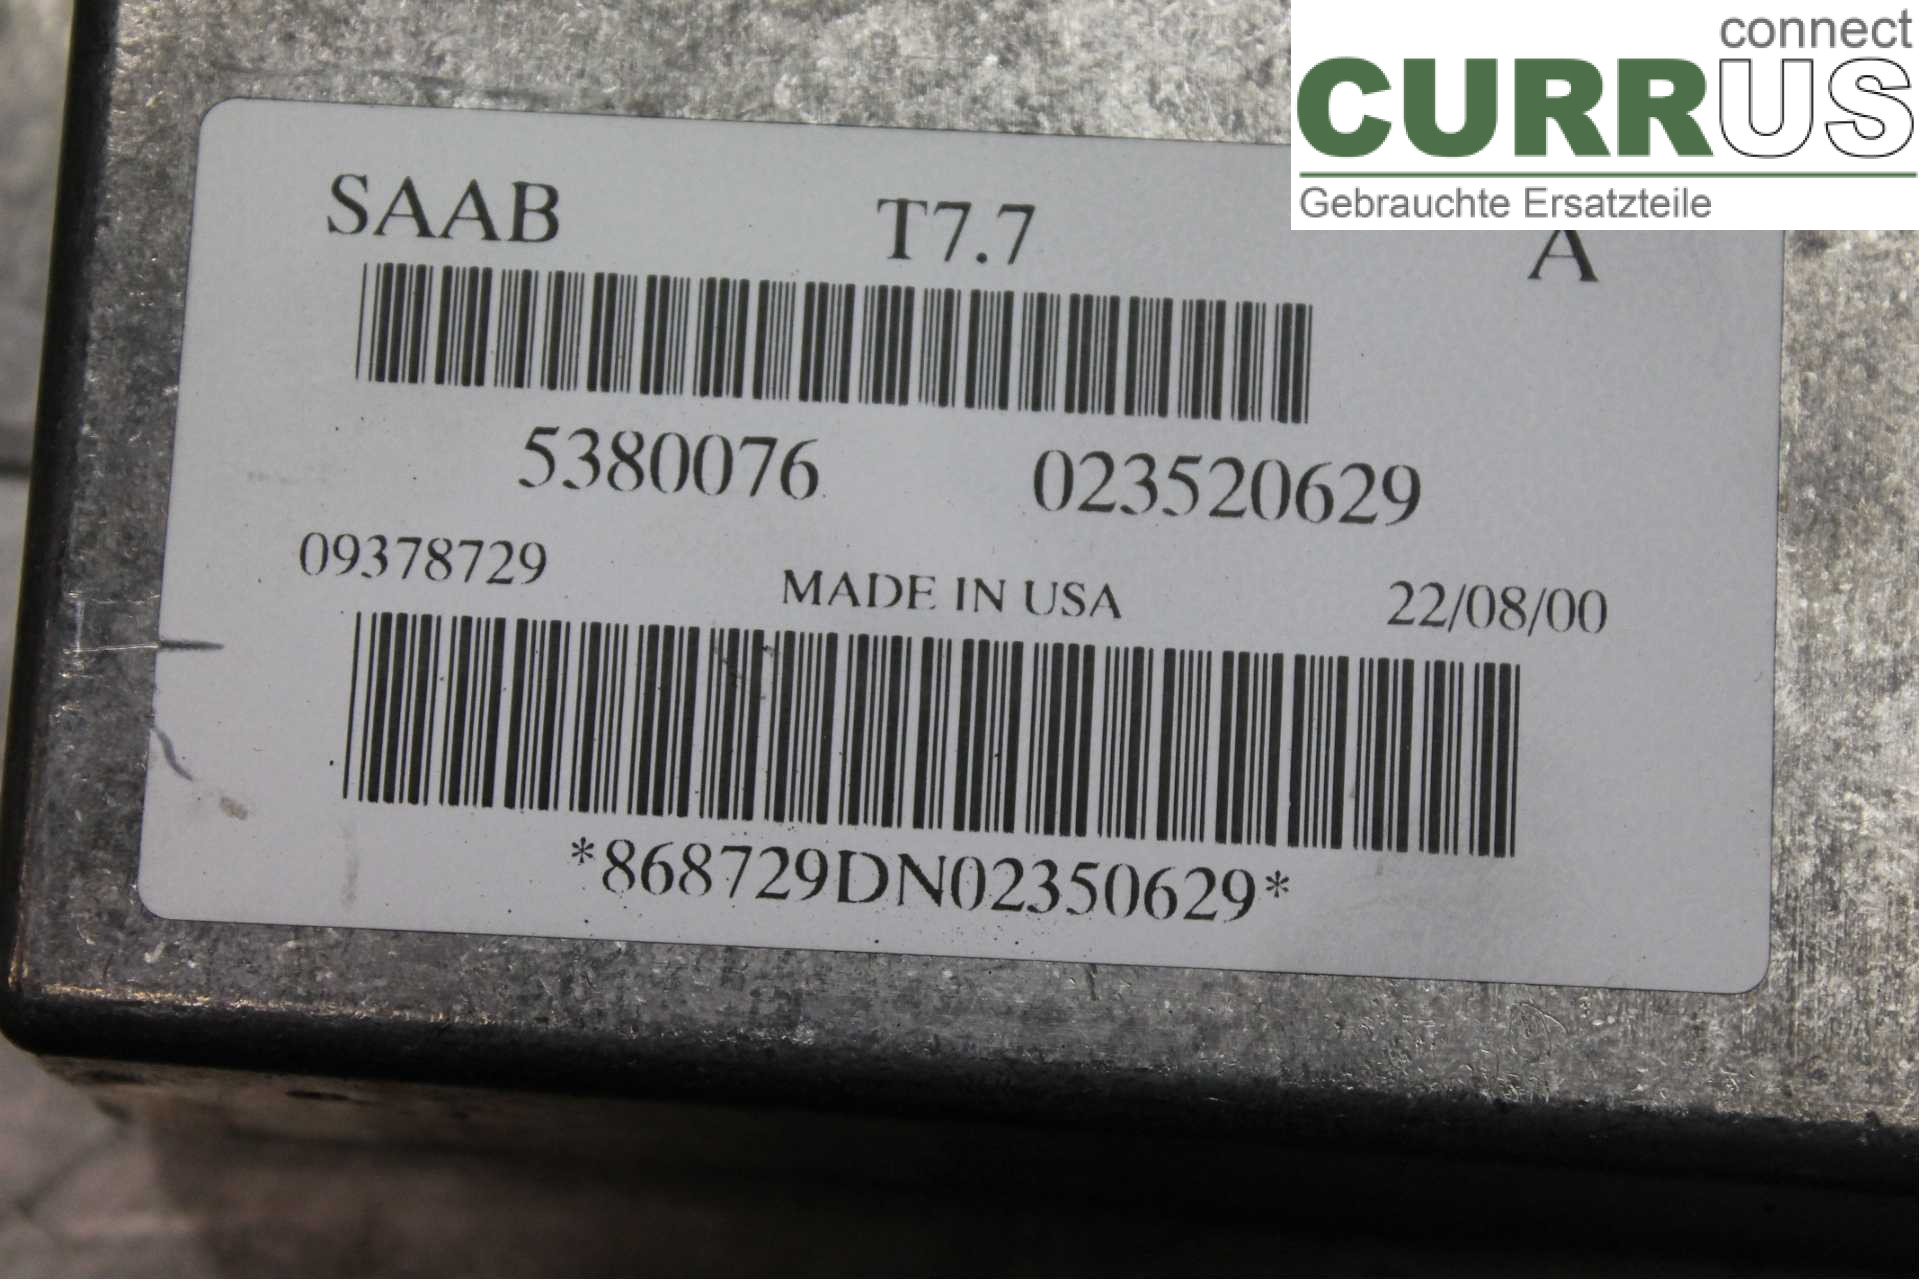 connect
CURRUS
Gebrauchte Ersatzteile
SAAB T7.7 A
5380076 023520629
09378729 MADE IN USA 22/08/00
*868729DN02350629*